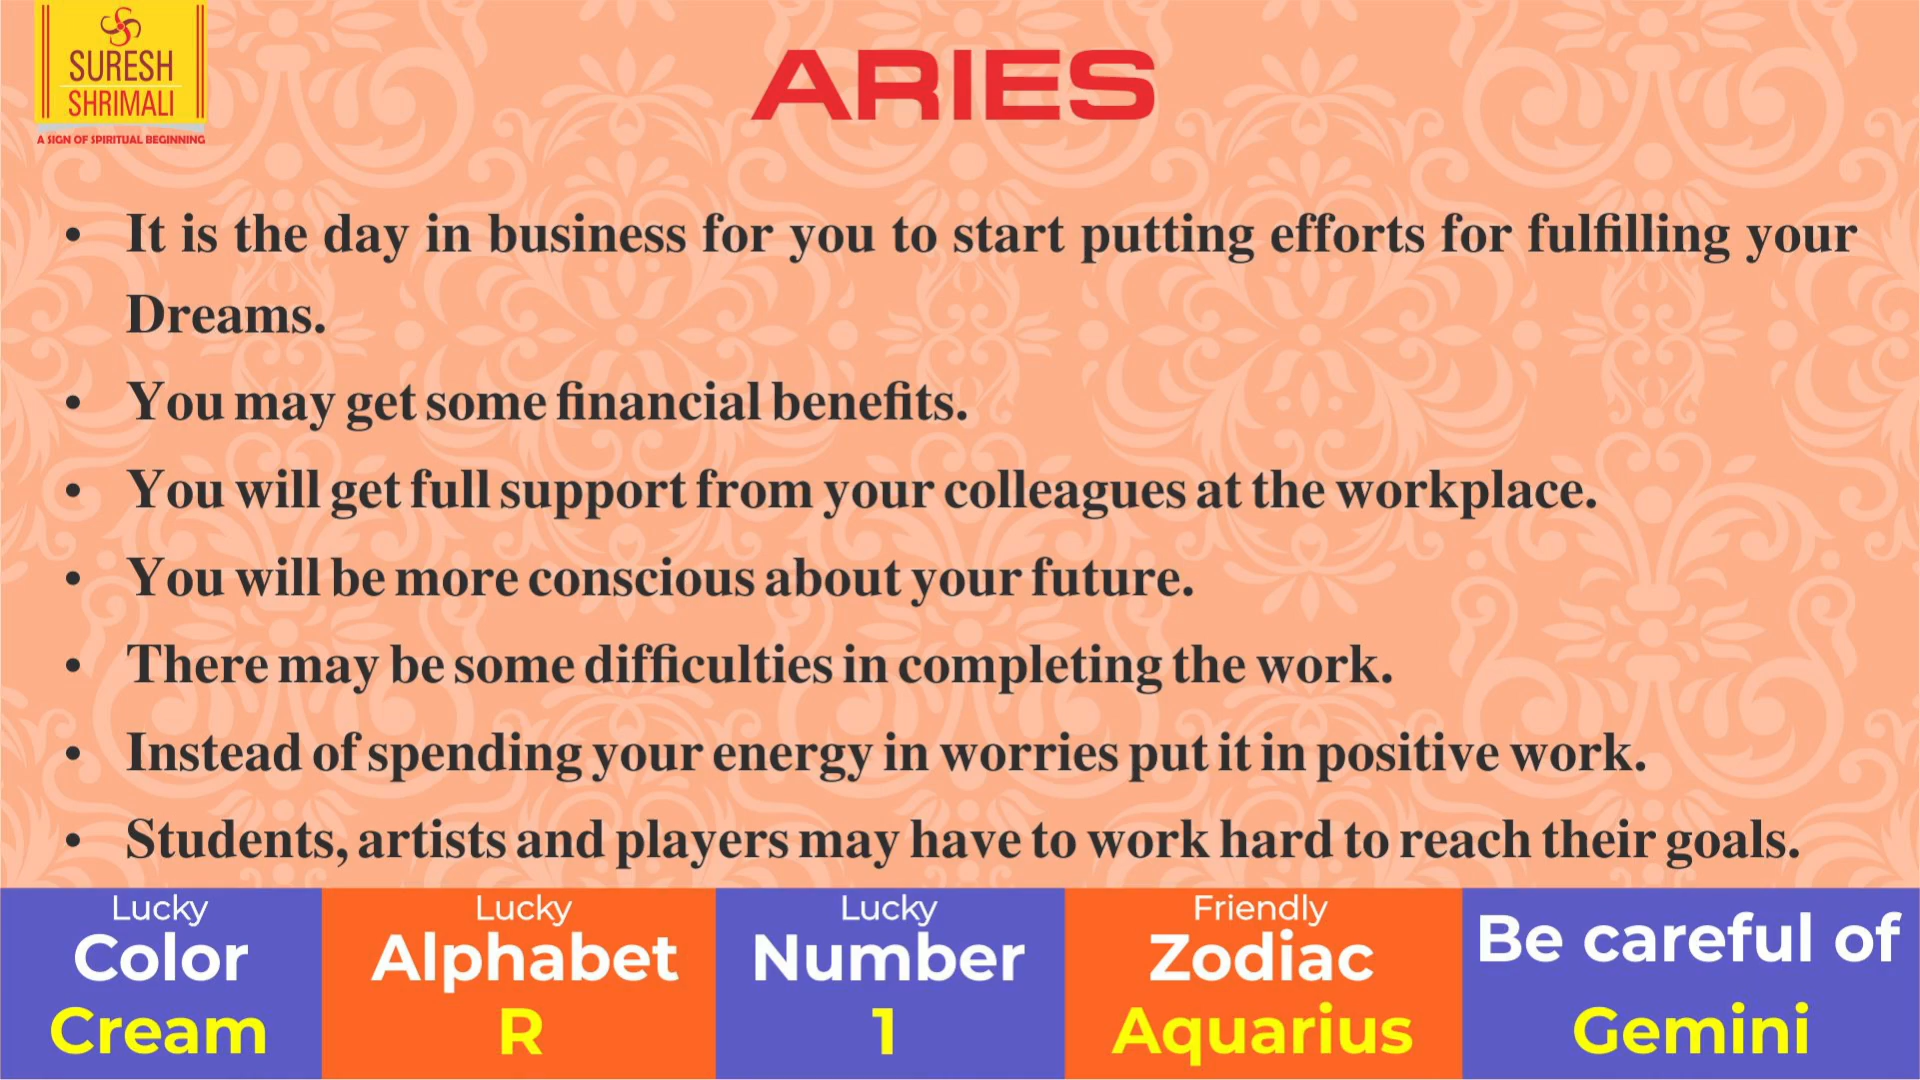 SURESH
SHRIMALI
A SIGN OF SPIRITUAL BEGINNING
ARIES
• It is the day in business for you to start putting efforts for fulfilling your
Dreams.
• You may get some financial benefits.
• You will get full support from your colleagues at the workplace.
• You will be more conscious about your future.
• There may be some difficulties in completing the work.
• Instead of spending your energy in worries put it in positive work.
• Students, artists and players may have to work hard to reach their goals.
Lucky
Color
Cream
Lucky
Alphabet
R
Lucky
Number
1
Friendly
Zodiac
Aquarius
Be careful of
Gemini